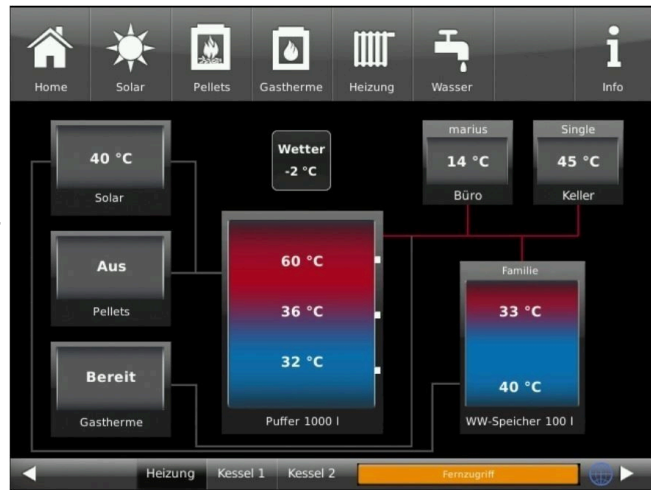 Home
Solar
Pellets
Gastherme
Heizung
Wasser
Info
40 °C
Solar
Wetter
-2 °C
marius
14 °C
Büro
Single
45 °C
Keller
Aus
Pellets
60 °C
36 °C
32 °C
Puffer 1000 l
Familie
33 °C
40 °C
WW-Speicher 100 l
Bereit
Gastherme
Heizung Kessel 1 Kessel 2 Fernzugriff